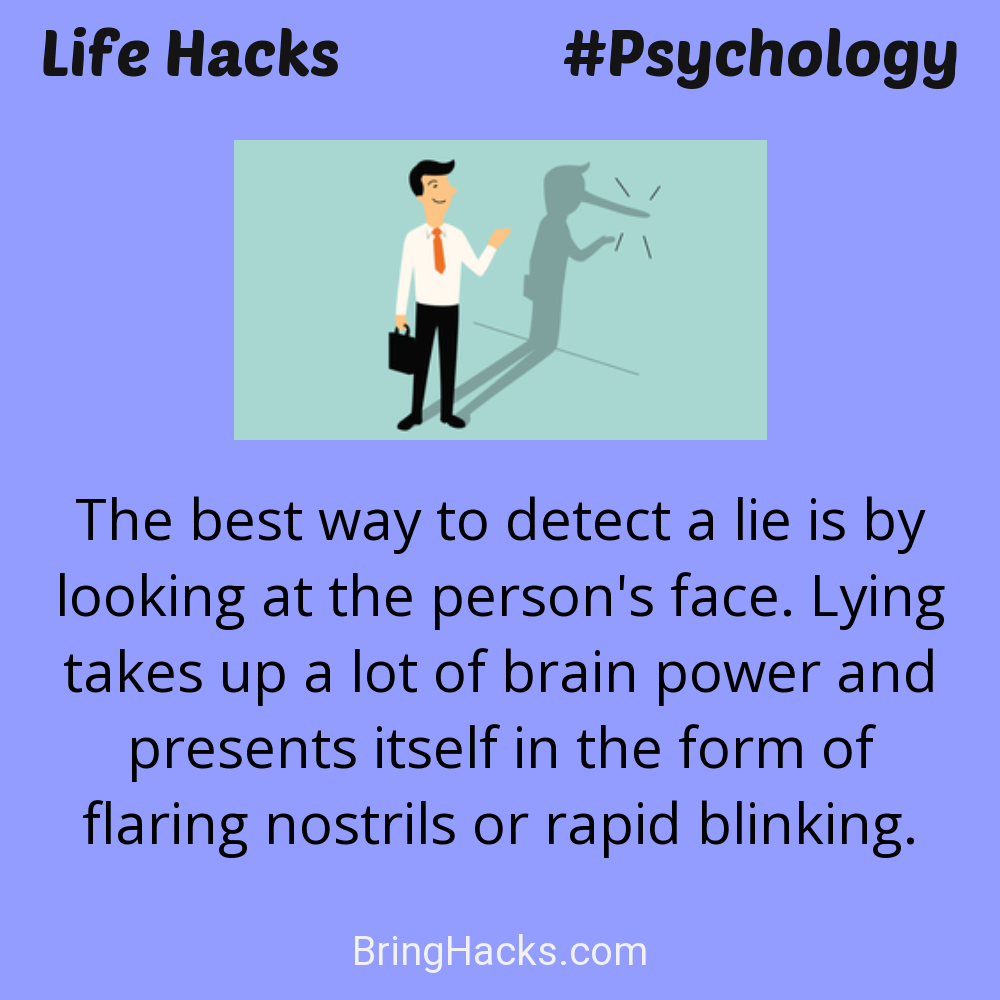 Life Hacks #Psychology
The best way to detect a lie is by
looking at the person's face. Lying
takes up a lot of brain power and
presents itself in the form of
flaring nostrils or rapid blinking.
BringHacks.com